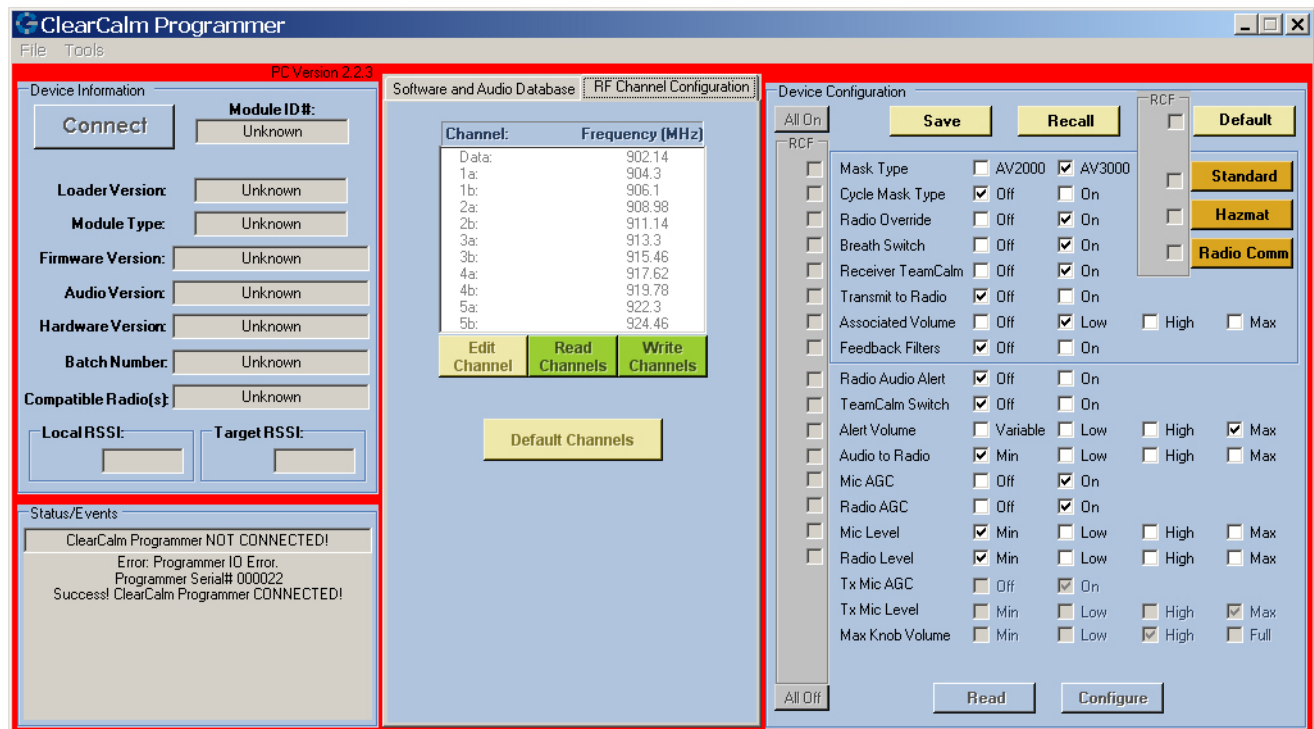 ClearCalm Programmer
File Tools
PC Version 2.2.3
Device Information
Connect
Module ID#:
Unknown
Loader Version: Unknown
Module Type: Unknown
Firmware Version: Unknown
Audio Version: Unknown
Hardware Version: Unknown
Batch Number: Unknown
Compatible Radio(s): Unknown
Local RSSI: Target RSSI:
Status/Events
ClearCalm Programmer NOT CONNECTED!
Error: Programmer IO Error.
Programmer Serial# 000022
Success! ClearCalm Programmer CONNECTED!
Software and Audio Database RF Channel Configuration
Channel: Frequency (MHz)
Data: 902.14
1a: 904.3
1b: 906.1
2a: 908.98
2b: 911.14
3a: 913.3
3b: 915.46
4a: 917.62
4b: 919.78
5a: 922.3
5b: 924.46
Edit Channel Read Channels Write Channels
Default Channels
Device Configuration
All On Save Recall RCF Default
RCF
Mask Type AV2000 AV3000
Standard
Cycle Mask Type Off On
Radio Override Off On
Hazmat
Breath Switch Off On
Radio Comm
Receiver TeamCalm Off On
Transmit to Radio Off On
Associated Volume Off Low High Max
Feedback Filters Off On
Radio Audio Alert Off On
TeamCalm Switch Off On
Alert Volume Variable Low High Max
Audio to Radio Min Low High Max
Mic AGC Off On
Radio AGC Off On
Mic Level Min Low High Max
Radio Level Min Low High Max
Tx Mic AGC Off On
Tx Mic Level Min Low High Max
Max Knob Volume Min Low High Full
All Off Read Configure